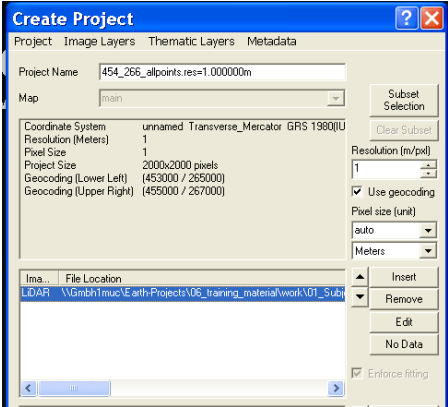 Create Project
Project Image Layers Thematic Layers Metadata
Project Name 454_266_allpoints.res=1.000000m
Map main
Subset Selection
Clear Subset
Coordinate System unnamed Transverse_Mercator GRS 1980(IU
Resolution (Meters) 1
Pixel Size 1
Project Size 2000x2000 pixels
Geocoding (Lower Left) (453000 / 265000)
Geocoding (Upper Right) (455000 / 267000)
Resolution (m/pxl)
1
Use geocoding
Pixel size (unit)
auto
Meters
Ima... File Location
LiDAR \\Gmbh1muc\Earth-Projects\06_training_material\work\01_Subj
Insert
Remove
Edit
No Data
Enforce fitting